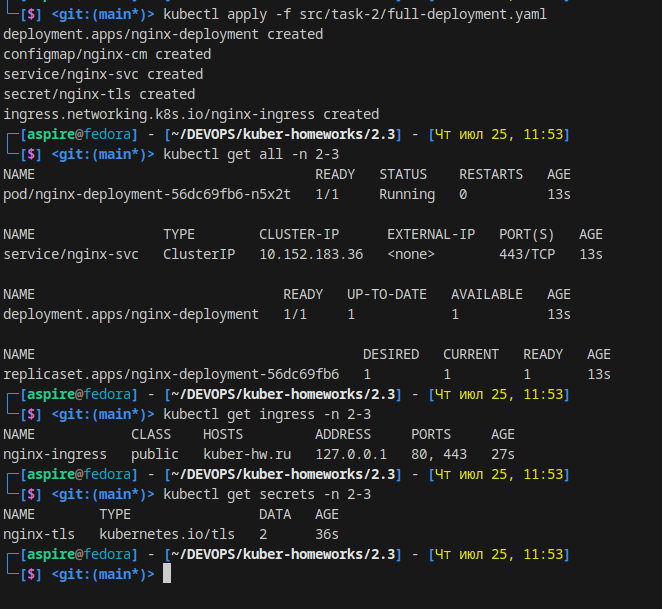 [$] <git:(main*)> kubectl apply -f src/task-2/full-deployment.yaml
deployment.apps/nginx-deployment created
configmap/nginx-cm created
service/nginx-svc created
secret/nginx-tls created
ingress.networking.k8s.io/nginx-ingress created
[aspire@fedora] - [~/DEVOPS/kuber-homeworks/2.3] - [Чт июл 25, 11:53]
[$] <git:(main*)> kubectl get all -n 2-3
NAME READY STATUS RESTARTS AGE
pod/nginx-deployment-56dc69fb6-n5x2t 1/1 Running 0 13s
NAME TYPE CLUSTER-IP EXTERNAL-IP PORT(S) AGE
service/nginx-svc ClusterIP 10.152.183.36 <none> 443/TCP 13s
NAME READY UP-TO-DATE AVAILABLE AGE
deployment.apps/nginx-deployment 1/1 1 1 13s
NAME DESIRED CURRENT READY AGE
replicaset.apps/nginx-deployment-56dc69fb6 1 1 1 13s
[aspire@fedora] - [~/DEVOPS/kuber-homeworks/2.3] - [Чт июл 25, 11:53]
[$] <git:(main*)> kubectl get ingress -n 2-3
NAME CLASS HOSTS ADDRESS PORTS AGE
nginx-ingress public kuber-hw.ru 127.0.0.1 80, 443 27s
[aspire@fedora] - [~/DEVOPS/kuber-homeworks/2.3] - [Чт июл 25, 11:53]
[$] <git:(main*)> kubectl get secrets -n 2-3
NAME TYPE DATA AGE
nginx-tls kubernetes.io/tls 2 36s
[aspire@fedora] - [~/DEVOPS/kuber-homeworks/2.3] - [Чт июл 25, 11:53]
[$] <git:(main*)>